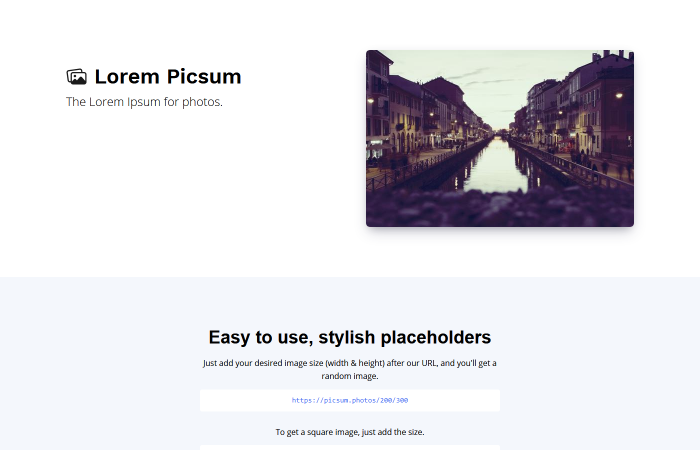 Lorem Picsum
The Lorem Ipsum for photos.
Easy to use, stylish placeholders
Just add your desired image size (width & height) after our URL, and you'll get a
random image.
https://picsum.photos/200/300
To get a square image, just add the size.